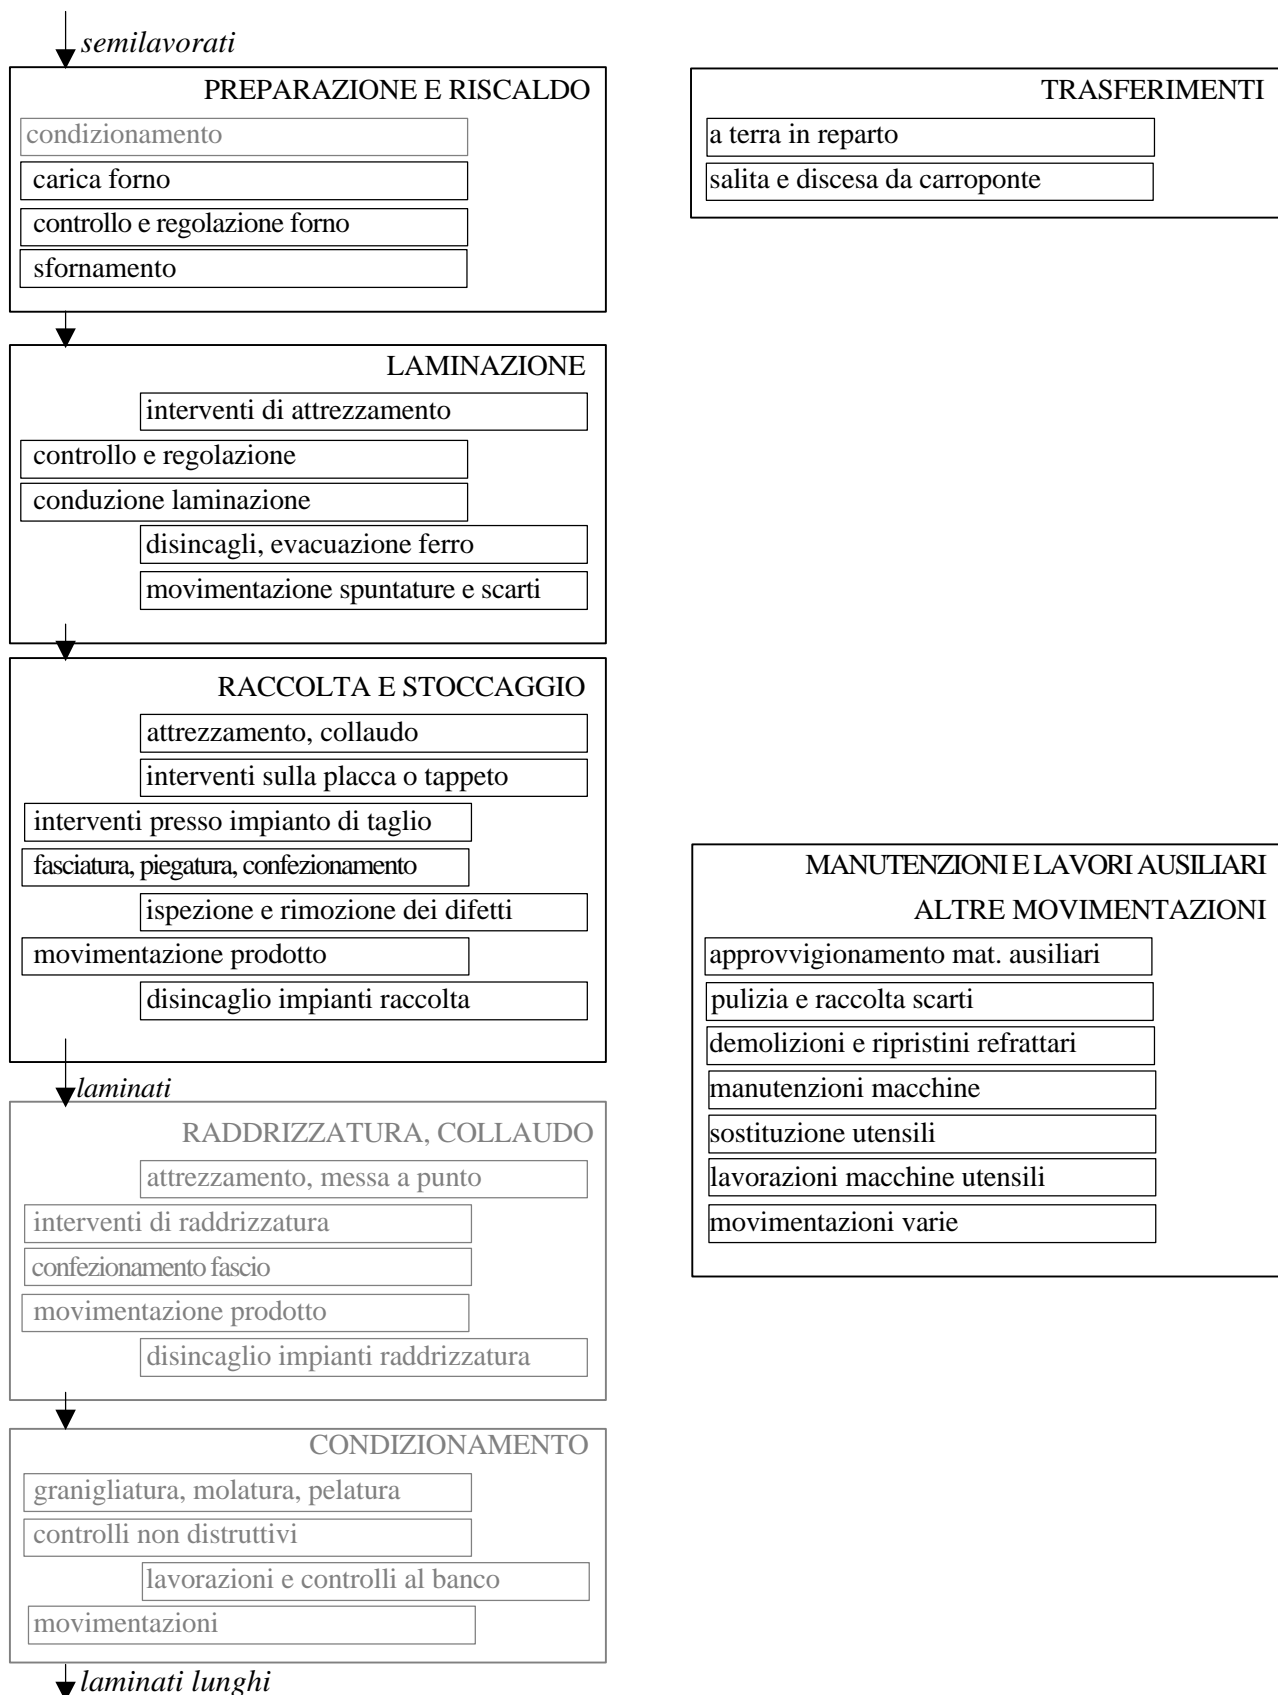 semilavorati
PREPARAZIONE E RISCALDO
condizionamento
carica forno
controllo e regolazione forno
sfornamento
LAMINAZIONE
interventi di attrezzamento
controllo e regolazione
conduzione laminazione
disincagli, evacuazione ferro
movimentazione spuntature e scarti
RACCOLTA E STOCCAGGIO
attrezzamento, collaudo
interventi sulla placca o tappeto
interventi presso impianto di taglio
fasciatura, piegatura, confezionamento
ispezione e rimozione dei difetti
movimentazione prodotto
disincaglio impianti raccolta
laminati
RADDRIZZATURA, COLLAUDO
attrezzamento, messa a punto
interventi di raddrizzatura
confezionamento fascio
movimentazione prodotto
disincaglio impianti raddrizzatura
CONDIZIONAMENTO
granigliatura, molatura, pelatura
controlli non distruttivi
lavorazioni e controlli al banco
movimentazioni
laminati lunghi
TRASFERIMENTI
a terra in reparto
salita e discesa da carroponte
MANUTENZIONI E LAVORI AUSILIARI
ALTRE MOVIMENTAZIONI
approvvigionamento mat. ausiliari
pulizia e raccolta scarti
demolizioni e ripristini refrattari
manutenzioni macchine
sostituzione utensili
lavorazioni macchine utensili
movimentazioni varie